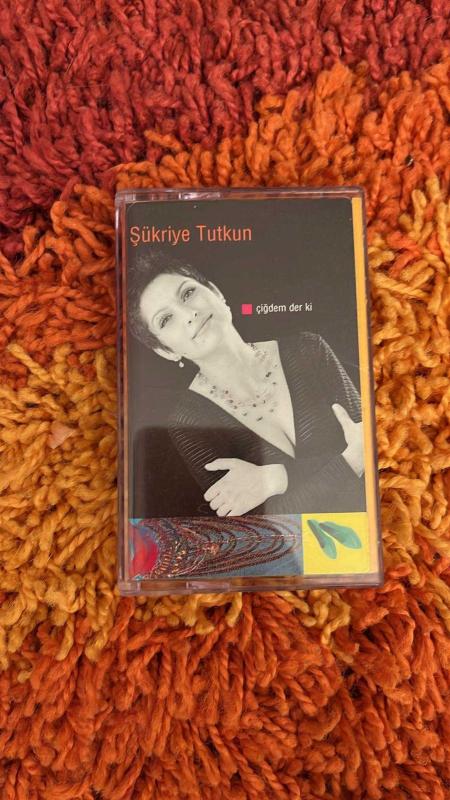 Şükriye Tutkun
çiğdem der ki